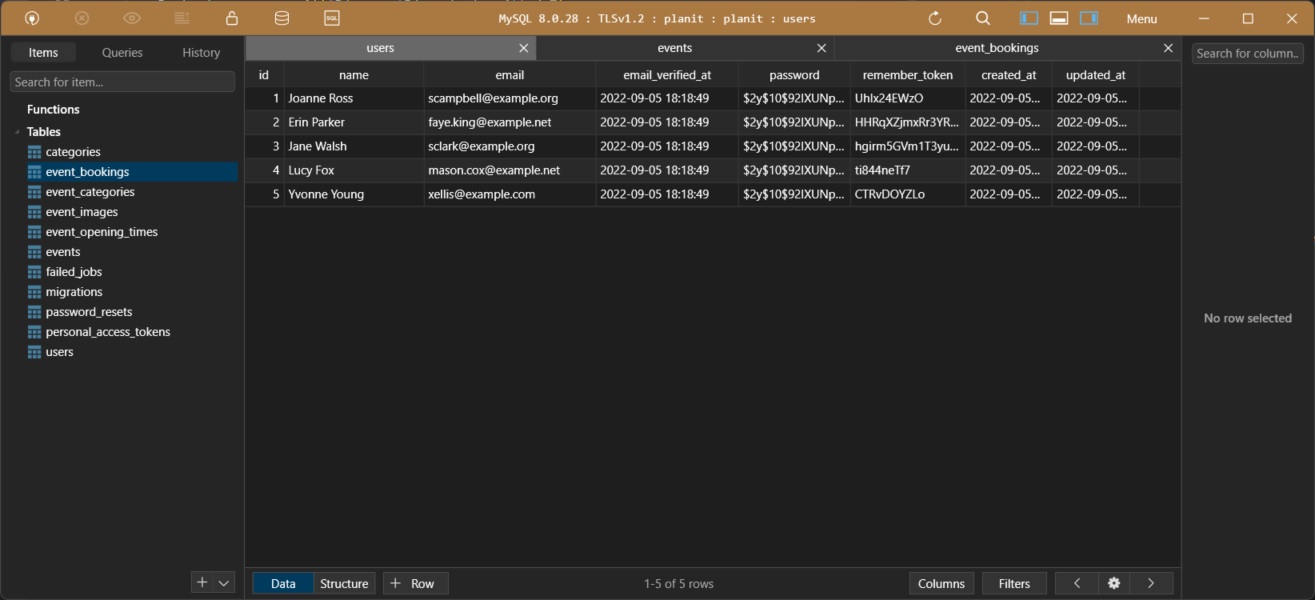 SQL MySQL 8.0.28 : TLSv1.2 : planit : planit : users Menu
Items Queries History
Search for item...
Functions
Tables
categories
event_bookings
event_categories
event_images
event_opening_times
events
failed_jobs
migrations
password_resets
personal_access_tokens
users
users events event_bookings
id name email email_verified_at password remember_token created_at updated_at
1 Joanne Ross scampbell@example.org 2022-09-05 18:18:49 $2y$10$92IXUNp... Uhlx24EWzO 2022-09-05... 2022-09-05...
2 Erin Parker faye.king@example.net 2022-09-05 18:18:49 $2y$10$92IXUNp... HHRqXZjmxRr3YR... 2022-09-05... 2022-09-05...
3 Jane Walsh sclark@example.org 2022-09-05 18:18:49 $2y$10$92IXUNp... hgirm5GVm1T3yu... 2022-09-05... 2022-09-05...
4 Lucy Fox mason.cox@example.net 2022-09-05 18:18:49 $2y$10$92IXUNp... ti844neTf7 2022-09-05... 2022-09-05...
5 Yvonne Young xellis@example.com 2022-09-05 18:18:49 $2y$10$92IXUNp... CTRvDOYZLo 2022-09-05... 2022-09-05...
Search for column..
No row selected
Data Structure + Row 1-5 of 5 rows Columns Filters